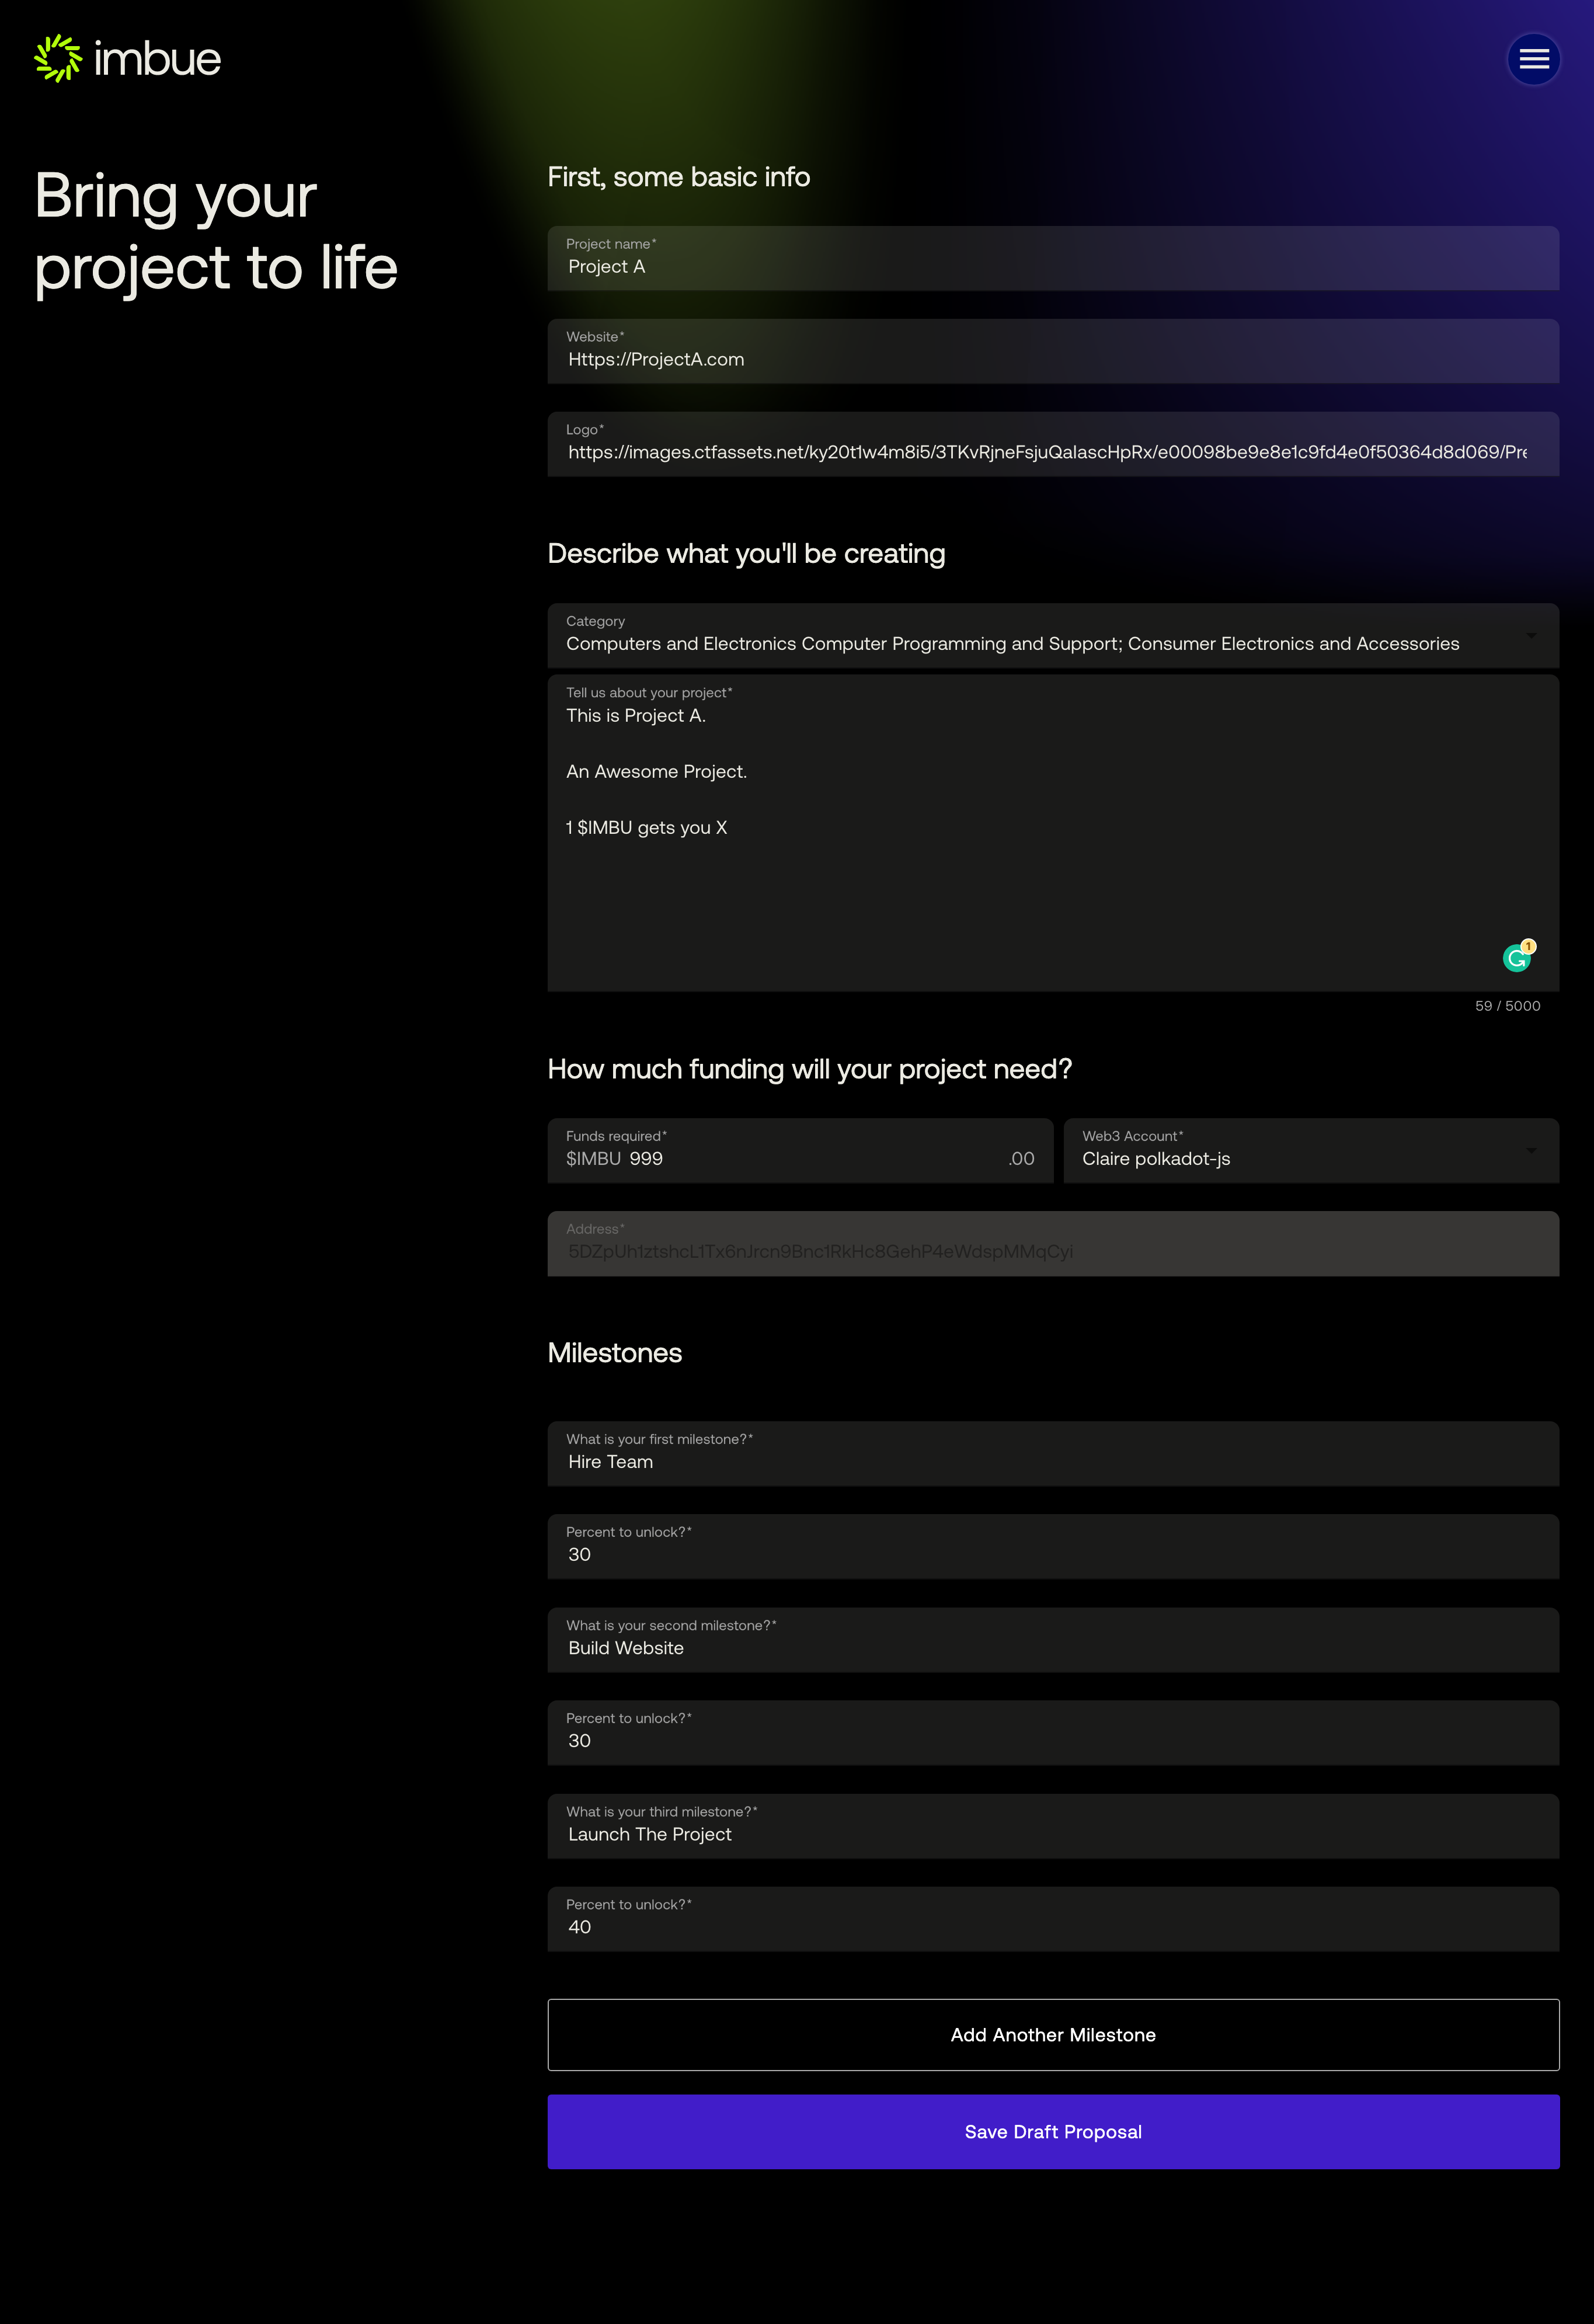 imbue
Bring your
project to life
First, some basic info
Project name*
Project A
Website*
Https://ProjectA.com
Logo*
https://images.ctfassets.net/ky20t1w4m8i5/3TKvRjneFsjuQaIascHpRx/e00098be9e8e1c9fd4e0f50364d8d069/Pre
Describe what you'll be creating
Category
Computers and Electronics Computer Programming and Support; Consumer Electronics and Accessories
Tell us about your project*
This is Project A.
An Awesome Project.
1 $IMBU gets you X
1
59 / 5000
How much funding will your project need?
Funds required*
$IMBU 999 .00
Web3 Account*
Claire polkadot-js
Address*
5DZpUh1ztshcL1Tx6nJrcn9Bnc1RkHc8GehP4eWdspMMqCyi
Milestones
What is your first milestone?*
Hire Team
Percent to unlock?*
30
What is your second milestone?*
Build Website
Percent to unlock?*
30
What is your third milestone?*
Launch The Project
Percent to unlock?*
40
Add Another Milestone
Save Draft Proposal